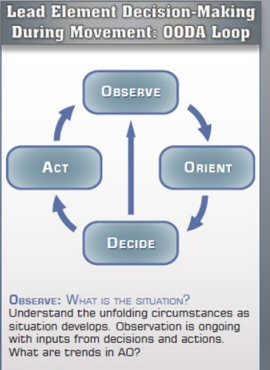 Lead Element Decision-Making
During Movement: OODA Loop
OBSERVE
ACT
ORIENT
DECIDE
OBSERVE: WHAT IS THE SITUATION?
Understand the unfolding circumstances as
situation develops. Observation is ongoing
with inputs from decisions and actions.
What are trends in AO?